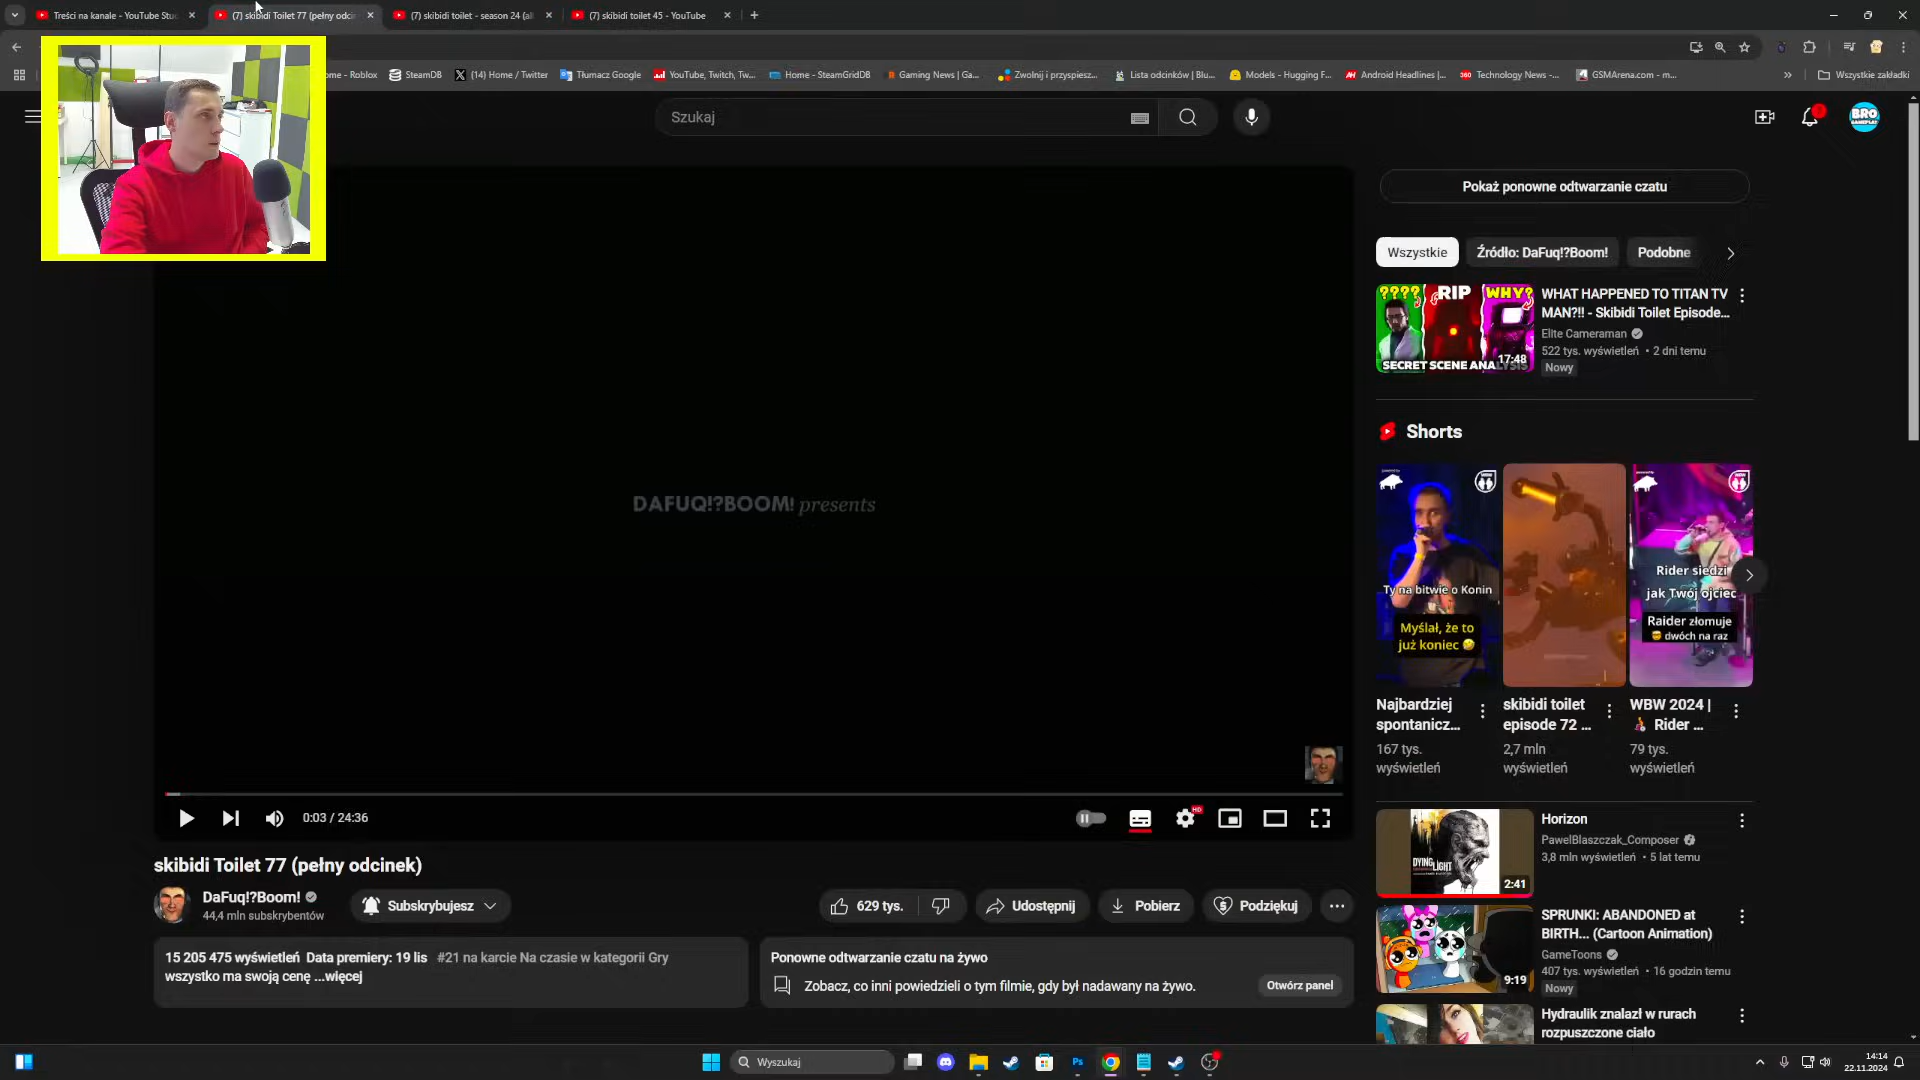 Treści na kanale - YouTube Stu
(7) skibidi Toilet 77 (pełny odcin
(7) skibidi toilet - season 24 (al
(7) skibidi toilet 45 - YouTube
ome - Roblox
SteamDB
(14) Home / Twitter
Tłumacz Google
YouTube, Twitch, Tw...
Home - SteamGridDB
Gaming News | Ga...
Zwolnij i przyspiesz...
Lista odcinków | Blu...
Models - Hugging F...
Android Headlines |...
Technology News -...
GSMArena.com - m...
Wszystkie zakładki
Szukaj
BRO
GAMEPLAY
Pokaż ponowne odtwarzanie czatu
Wszystkie
Źródło: DaFuq!?Boom!
Podobne
???? RIP WHY?
SECRET SCENE ANALYSIS
17:48
WHAT HAPPENED TO TITAN TV
MAN?!! - Skibidi Toilet Episode...
Elite Cameraman
522 tys. wyświetleń • 2 dni temu
Nowy
Shorts
Ty na bitwie o Konin
Myślał, że to
już koniec
Rider siedzi
jak Twój ojciec
Raider złomuje
dwóch na raz
Najbardziej
spontanicz...
167 tys.
wyświetleń
skibidi toilet
episode 72 ...
2,7 mln
wyświetleń
WBW 2024 |
Rider ...
79 tys.
wyświetleń
DAFUQ!?BOOM! presents
0:03 / 24:36
HD
skibidi Toilet 77 (pełny odcinek)
DaFuq!?Boom!
44,4 mln subskrybentów
Subskrybujesz
629 tys.
Udostępnij
Pobierz
Podziękuj
15 205 475 wyświetleń Data premiery: 19 lis #21 na karcie Na czasie w kategorii Gry
wszystko ma swoją cenę ...więcej
Ponowne odtwarzanie czatu na żywo
Zobacz, co inni powiedzieli o tym filmie, gdy był nadawany na żywo.
Otwórz panel
DYING
LIGHT
2:41
Horizon
PawelBlaszczak_Composer
3,8 mln wyświetleń • 5 lat temu
9:19
SPRUNKI: ABANDONED at
BIRTH... (Cartoon Animation)
GameToons
407 tys. wyświetleń • 16 godzin temu
Nowy
Hydraulik znalazł w rurach
rozpuszczone ciało
Wyszukaj
Ps
14:14
22.11.2024